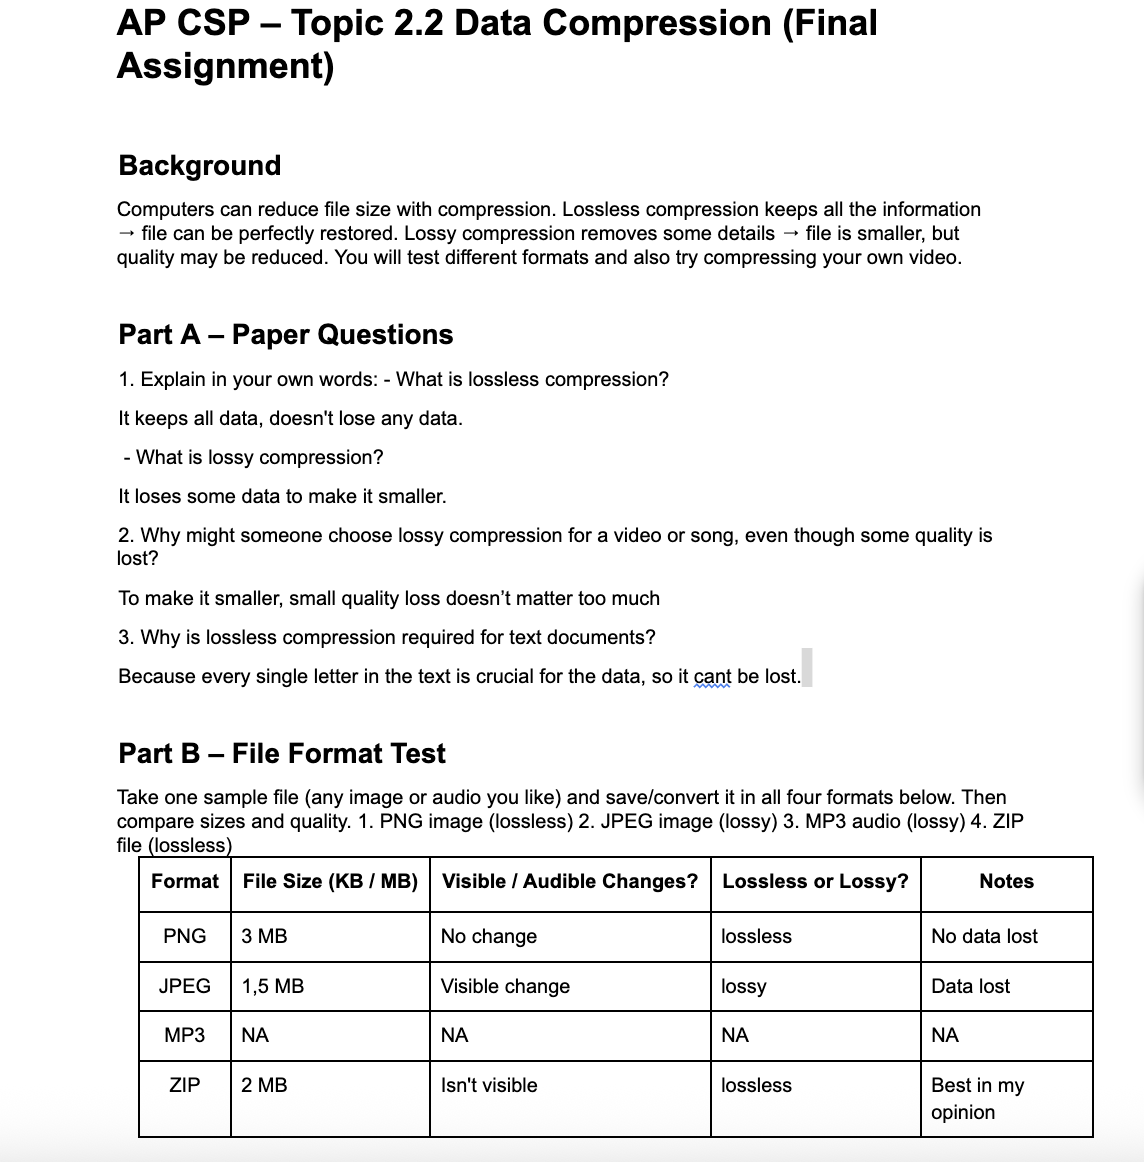 AP CSP – Topic 2.2 Data Compression (Final
Assignment)
Background
Computers can reduce file size with compression. Lossless compression keeps all the information
→ file can be perfectly restored. Lossy compression removes some details → file is smaller, but
quality may be reduced. You will test different formats and also try compressing your own video.
Part A – Paper Questions
1. Explain in your own words: - What is lossless compression?
It keeps all data, doesn't lose any data.
- What is lossy compression?
It loses some data to make it smaller.
2. Why might someone choose lossy compression for a video or song, even though some quality is
lost?
To make it smaller, small quality loss doesn’t matter too much
3. Why is lossless compression required for text documents?
Because every single letter in the text is crucial for the data, so it cant be lost.
Part B – File Format Test
Take one sample file (any image or audio you like) and save/convert it in all four formats below. Then
compare sizes and quality. 1. PNG image (lossless) 2. JPEG image (lossy) 3. MP3 audio (lossy) 4. ZIP
file (lossless)
Format File Size (KB / MB) Visible / Audible Changes? Lossless or Lossy? Notes
PNG 3 MB No change lossless No data lost
JPEG 1,5 MB Visible change lossy Data lost
MP3 NA NA NA NA
ZIP 2 MB Isn't visible lossless Best in my
opinion